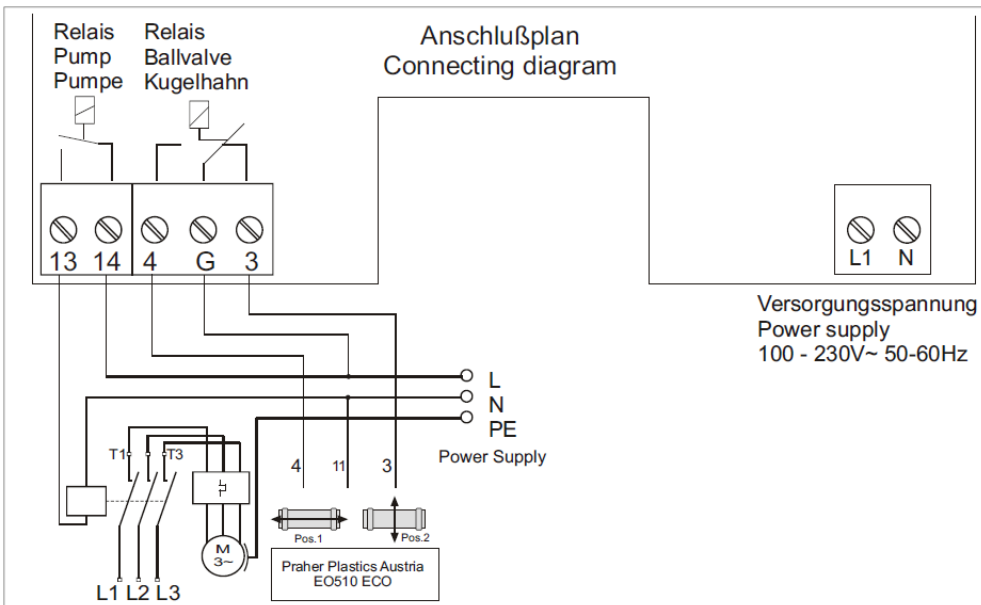 Relais
Pump
Pumpe
Relais
Ballvalve
Kugelhahn
Anschlußplan
Connecting diagram
13 14 4 G 3
L1 N
Versorgungsspannung
Power supply
100 - 230V~ 50-60Hz
L
N
PE
Power Supply
T1 T3
4 11 3
Pos.1 Pos.2
M
3~
Praher Plastics Austria
EO510 ECO
L1 L2 L3